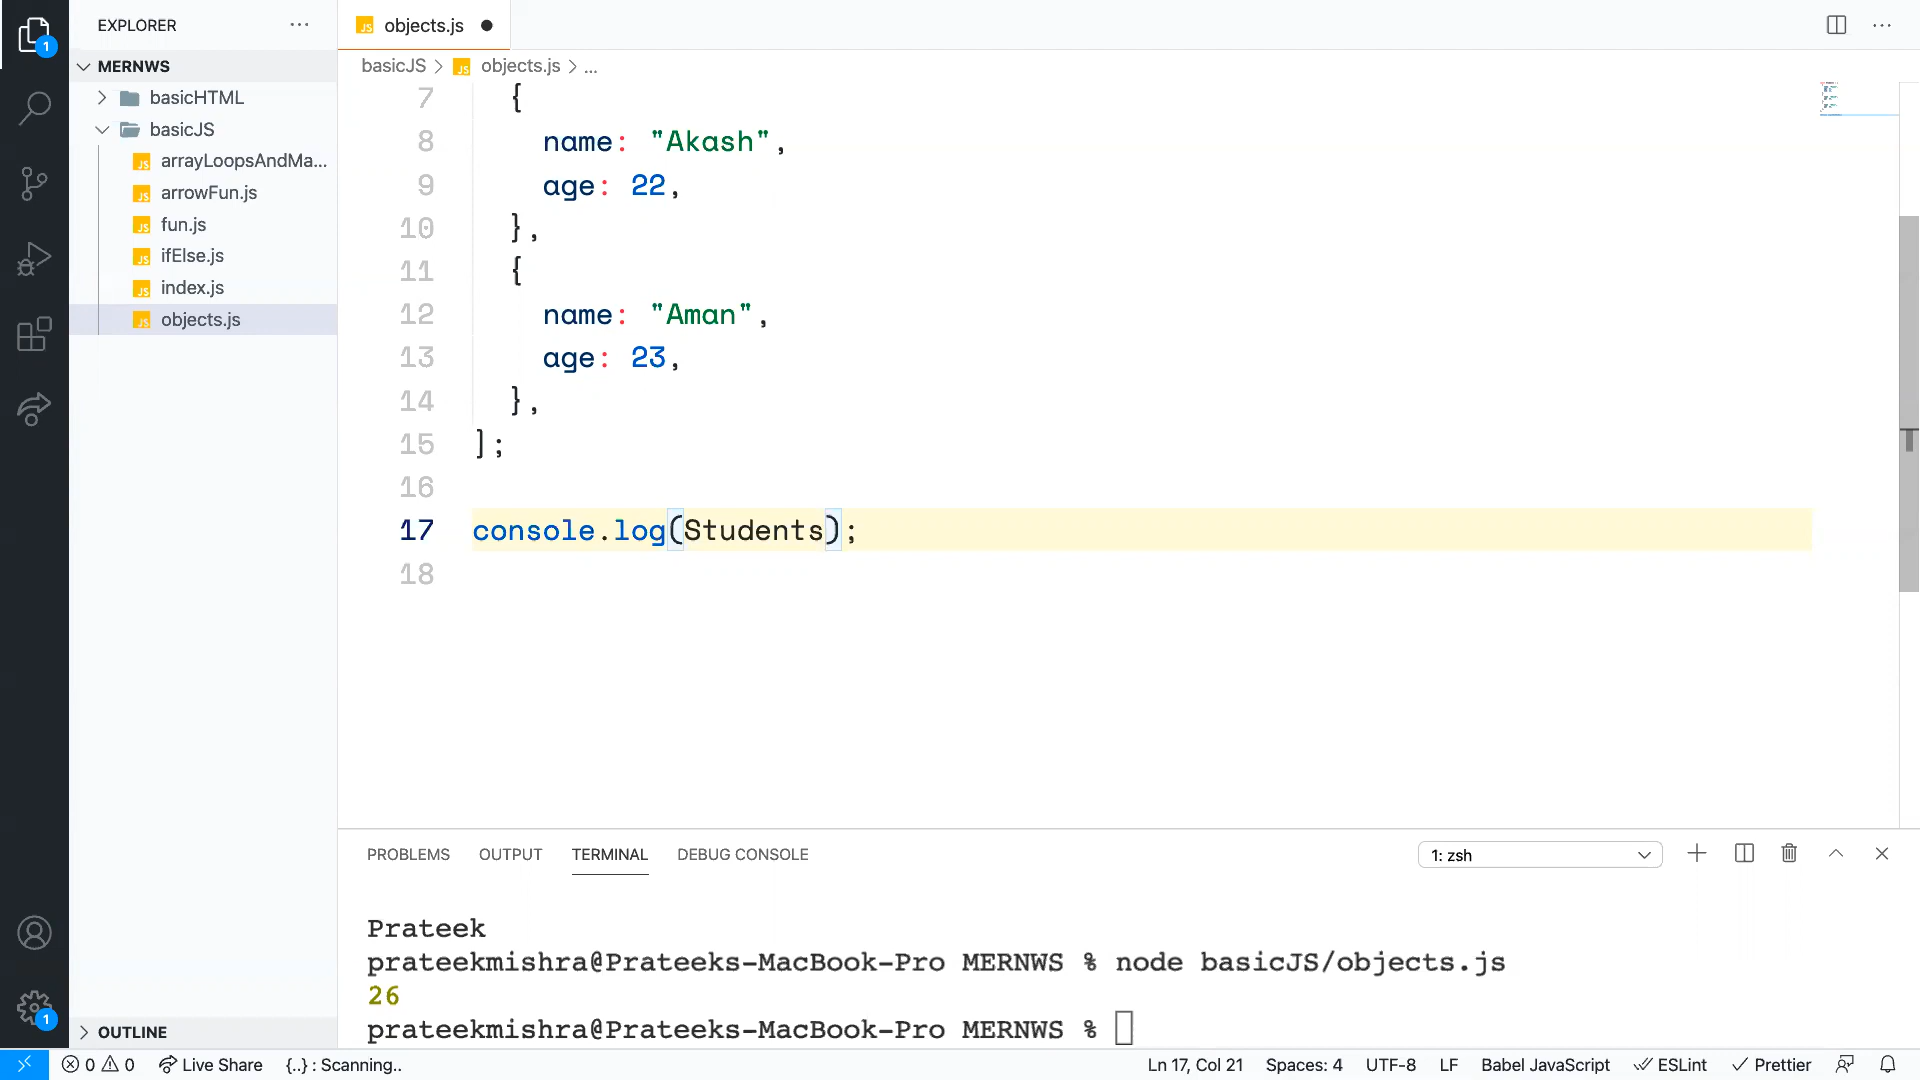 1
EXPLORER
MERNWS
basicHTML
basicJS
arrayLoopsAndMa...
arrowFun.js
fun.js
ifElse.js
index.js
objects.js
OUTLINE
1
objects.js
basicJS > objects.js > ...
7 {
8 name: "Akash",
9 age: 22,
10 },
11 {
12 name: "Aman",
13 age: 23,
14 },
15 ];
16
17 console.log(Students);
18
PROBLEMS OUTPUT TERMINAL DEBUG CONSOLE 1: zsh
Prateek
prateekmishra@Prateeks-MacBook-Pro MERNWS % node basicJS/objects.js
26
prateekmishra@Prateeks-MacBook-Pro MERNWS %
0 0 Live Share {..} : Scanning.. Ln 17, Col 21 Spaces: 4 UTF-8 LF Babel JavaScript ESLint Prettier